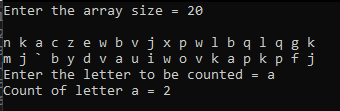 Enter the array size = 20
n k a c z e w b v j x p w l b q l q g k
m j ` b y d v a u i w o v k a p k p f j
Enter the letter to be counted = a
Count of letter a = 2